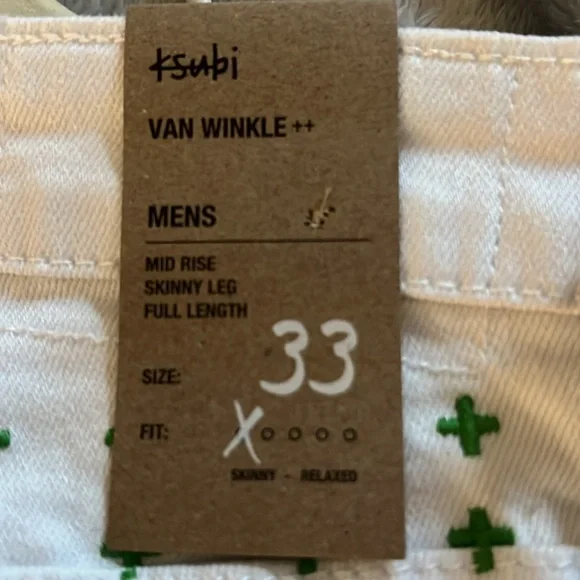 ksubi
VAN WINKLE ++
MENS
MID RISE
SKINNY LEG
FULL LENGTH
SIZE: 33
FIT: X o o o o
SKINNY - RELAXED